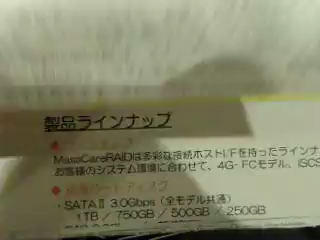 製品ラインナップ
MassCareRAIDは多彩な接続ホストI/Fを持ったラインナ
お客様のシステム環境に合わせて、4G-FCモデル、iSCS
・SATAⅡ 3.0Gbps (全モデル共通)
1TB / 750GB / 500GB / 250GB